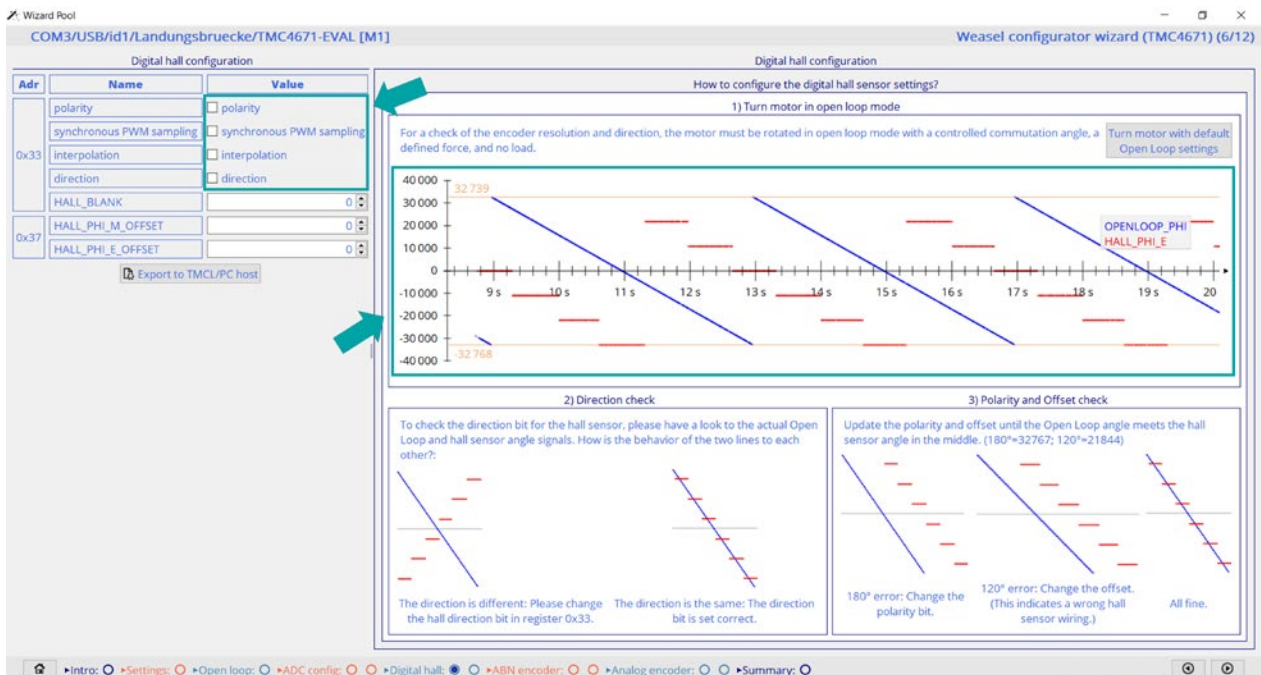 Wizard Pool
COM3/USB/id1/Landungsbruecke/TMC4671-EVAL [M1]
Weasel configurator wizard (TMC4671) (6/12)
Digital hall configuration
Adr Name Value
0x33
polarity
polarity
synchronous PWM sampling
synchronous PWM sampling
interpolation
interpolation
direction
direction
HALL_BLANK
0
0x37
HALL_PHI_M_OFFSET
0
HALL_PHI_E_OFFSET
0
Export to TMCL/PC host
Digital hall configuration
How to configure the digital hall sensor settings?
1) Turn motor in open loop mode
For a check of the encoder resolution and direction, the motor must be rotated in open loop mode with a controlled commutation angle, a
defined force, and no load.
Turn motor with default
Open Loop settings
40 000
32 739
30 000
20 000
10 000
0
-10 000
-20 000
-30 000
-32 768
-40 000
9 s 10 s 11 s 12 s 13 s 14 s 15 s 16 s 17 s 18 s 19 s 20
OPENLOOP_PHI
HALL_PHI_E
2) Direction check
To check the direction bit for the hall sensor, please have a look to the actual Open
Loop and hall sensor angle signals. How is the behavior of the two lines to each
other?:
The direction is different: Please change
the hall direction bit in register 0x33.
The direction is the same: The direction
bit is set correct.
3) Polarity and Offset check
Update the polarity and offset until the Open Loop angle meets the hall
sensor angle in the middle. (180°=32767; 120°=21844)
180° error: Change the
polarity bit.
120° error: Change the offset.
(This indicates a wrong hall
sensor wiring.)
All fine.
▸Intro: ▸Settings: ▸Open loop: ▸ADC config: ▸Digital hall: ▸ABN encoder: ▸Analog encoder: ▸Summary: